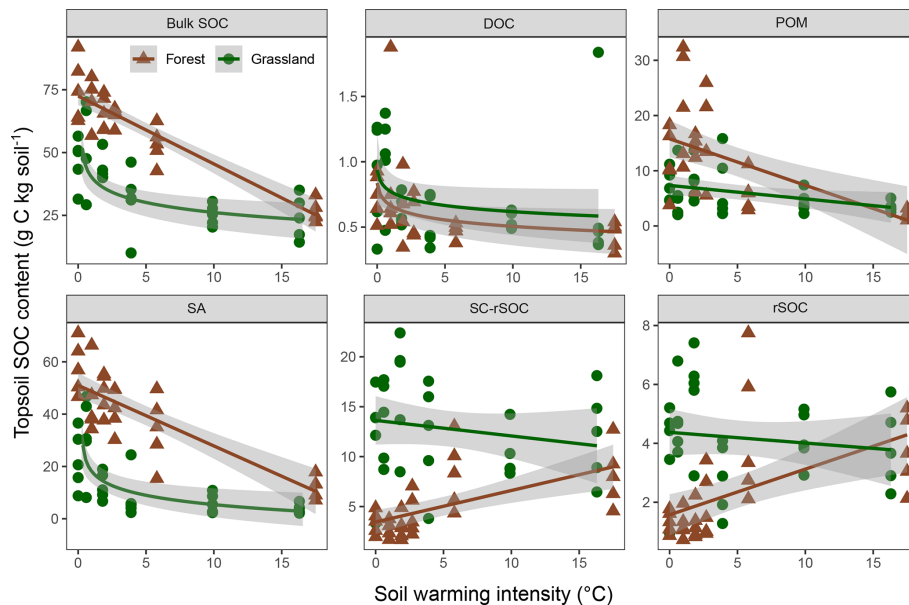 Bulk SOC
DOC
POM
Forest Grassland
75
50
25
0 5 10 15
1.5
1.0
0.5
0 5 10 15
30
20
10
0
0 5 10 15
SA
SC-rSOC
rSOC
60
40
20
0
0 5 10 15
20
15
10
5
0 5 10 15
8
6
4
2
0 5 10 15
Topsoil SOC content (g C kg soil⁻¹)
Soil warming intensity (°C)